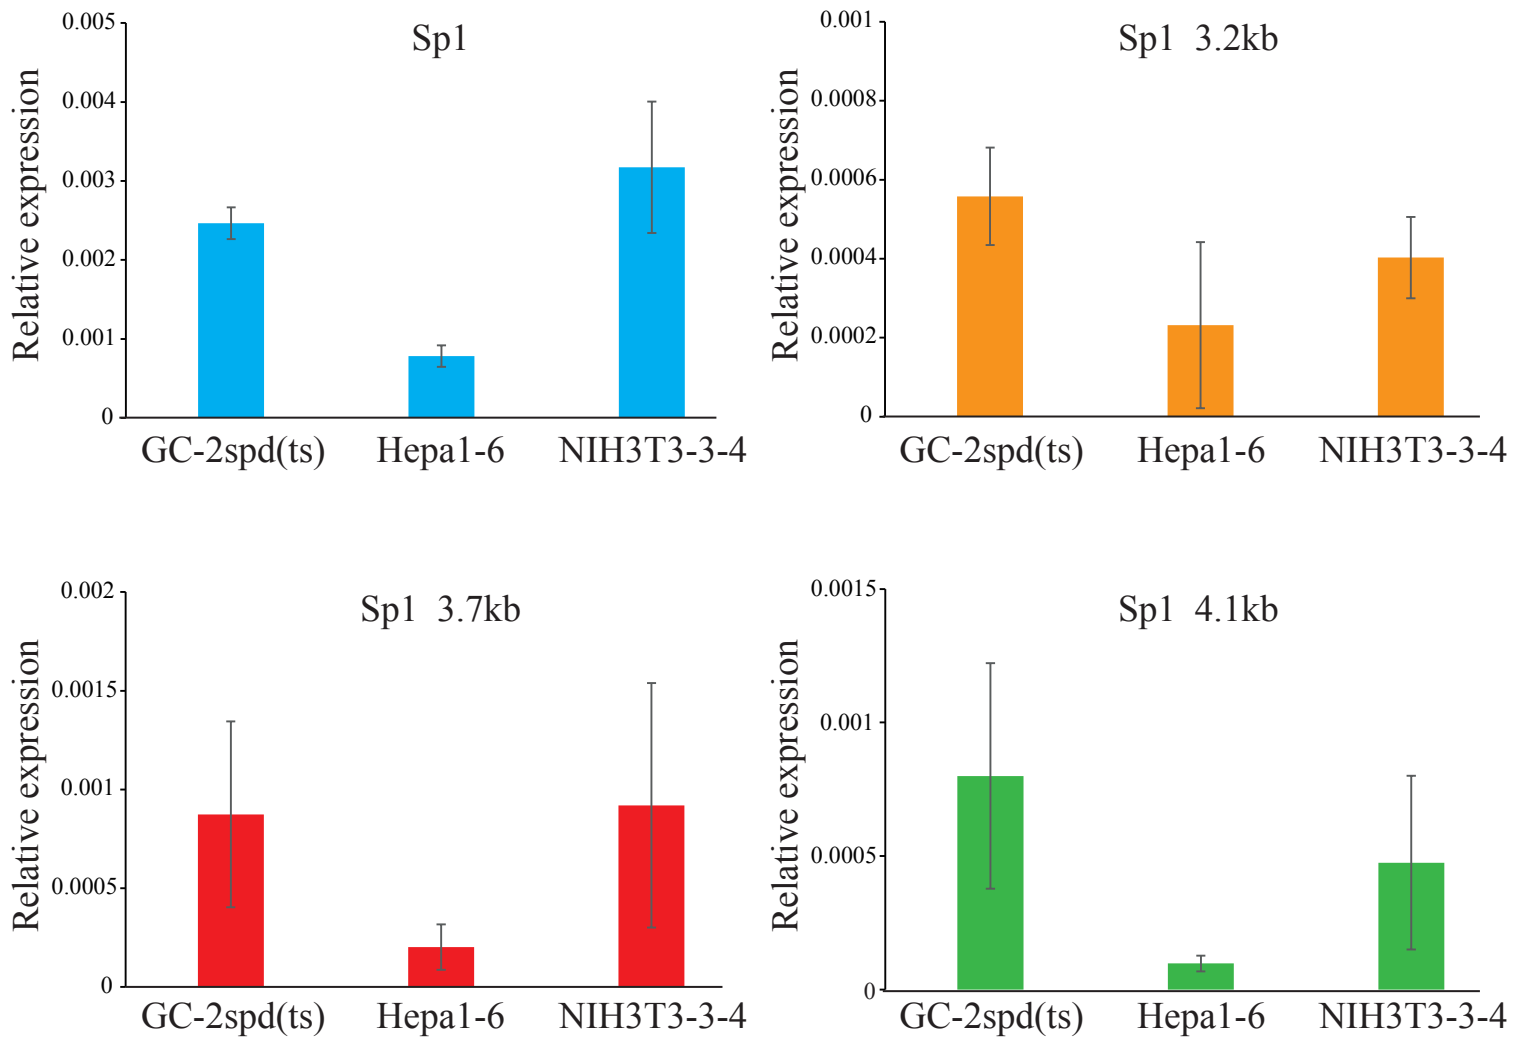 Sp1
Relative expression
0.005
0.004
0.003
0.002
0.001
0
GC-2spd(ts) Hepa1-6 NIH3T3-3-4
Sp1 3.2kb
Relative expression
0.001
0.0008
0.0006
0.0004
0.0002
0
GC-2spd(ts) Hepa1-6 NIH3T3-3-4
Sp1 3.7kb
Relative expression
0.002
0.0015
0.001
0.0005
0
GC-2spd(ts) Hepa1-6 NIH3T3-3-4
Sp1 4.1kb
Relative expression
0.0015
0.001
0.0005
0
GC-2spd(ts) Hepa1-6 NIH3T3-3-4